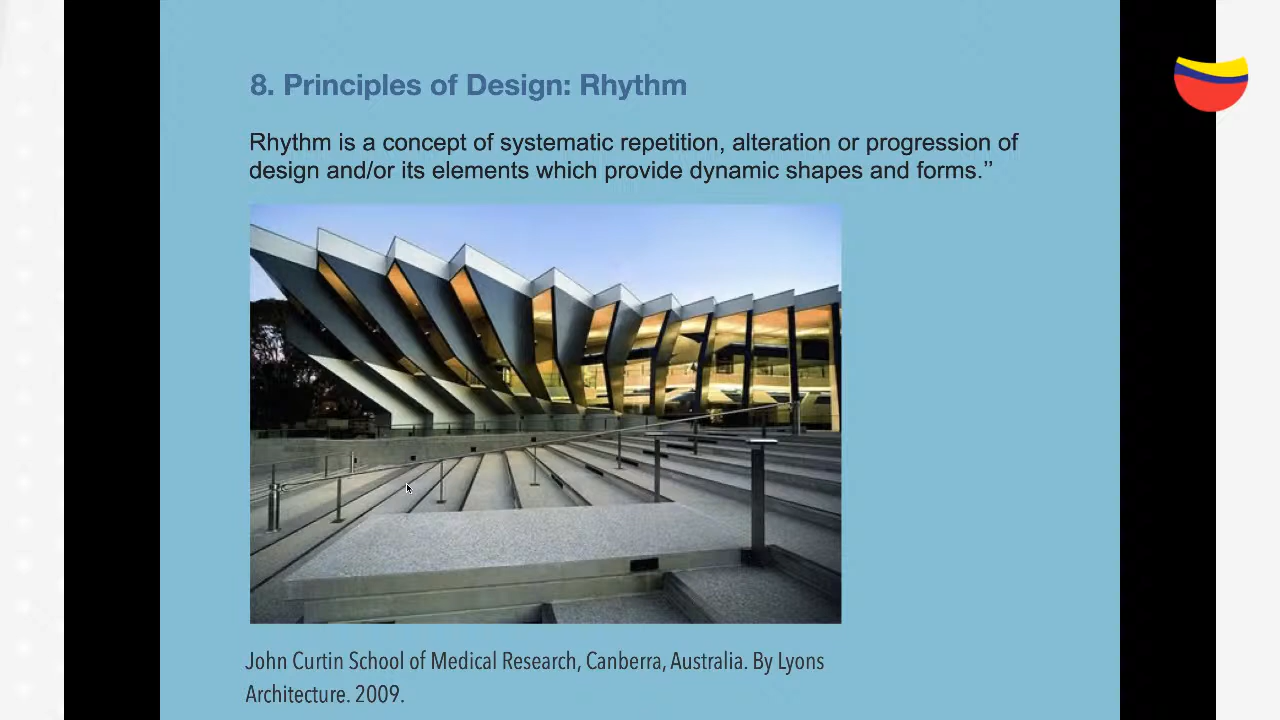 8. Principles of Design: Rhythm
Rhythm is a concept of systematic repetition, alteration or progression of
design and/or its elements which provide dynamic shapes and forms.”
John Curtin School of Medical Research, Canberra, Australia. By Lyons
Architecture. 2009.